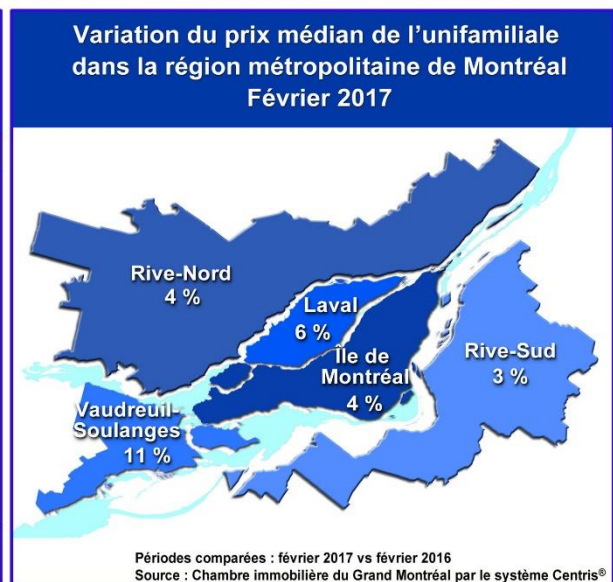 Variation du prix médian de l'unifamiliale
dans la région métropolitaine de Montréal
Février 2017
Rive-Nord
4 %
Laval
6 %
Île de
Montréal
4 %
Rive-Sud
3 %
Vaudreuil-
Soulanges
11 %
Périodes comparées : février 2017 vs février 2016
Source : Chambre immobilière du Grand Montréal par le système Centris®